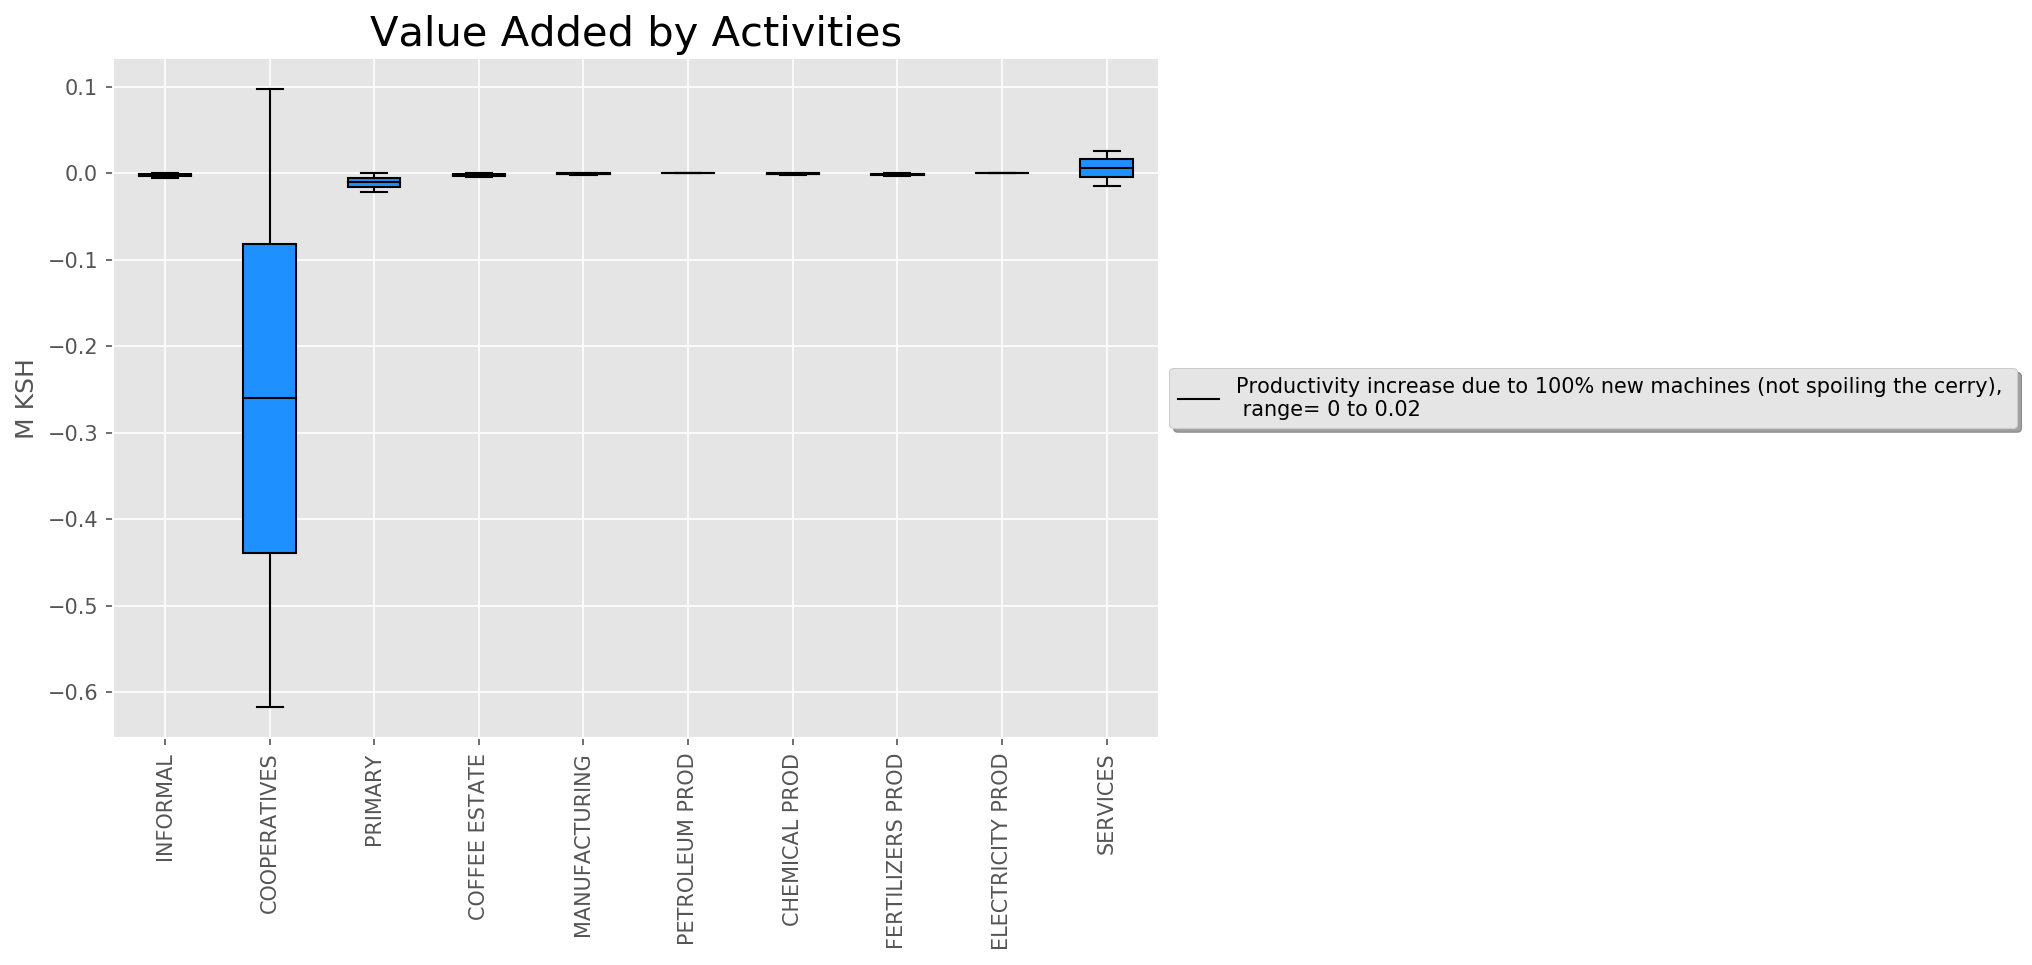 Value Added by Activities
M KSH
0.1
0.0
−0.1
−0.2
−0.3
−0.4
−0.5
−0.6
INFORMAL
COOPERATIVES
PRIMARY
COFFEE ESTATE
MANUFACTURING
PETROLEUM PROD
CHEMICAL PROD
FERTILIZERS PROD
ELECTRICITY PROD
SERVICES
Productivity increase due to 100% new machines (not spoiling the cerry),
range= 0 to 0.02